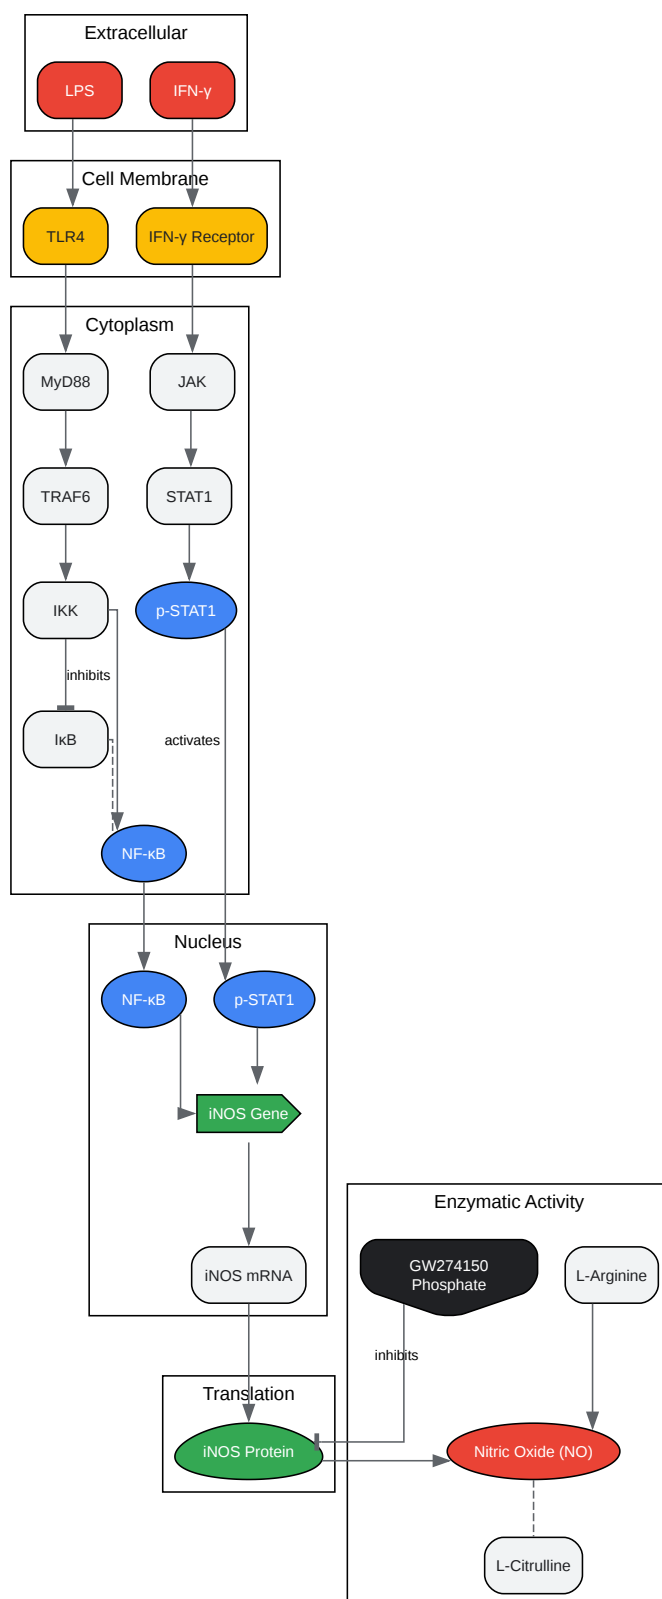 Extracellular
LPS
IFN-γ
Cell Membrane
TLR4
IFN-γ Receptor
Cytoplasm
MyD88
JAK
TRAF6
STAT1
IKK
p-STAT1
inhibits
IκB
activates
NF-κB
Nucleus
NF-κB
p-STAT1
iNOS Gene
iNOS mRNA
Enzymatic Activity
GW274150
Phosphate
L-Arginine
inhibits
Translation
iNOS Protein
Nitric Oxide (NO)
L-Citrulline